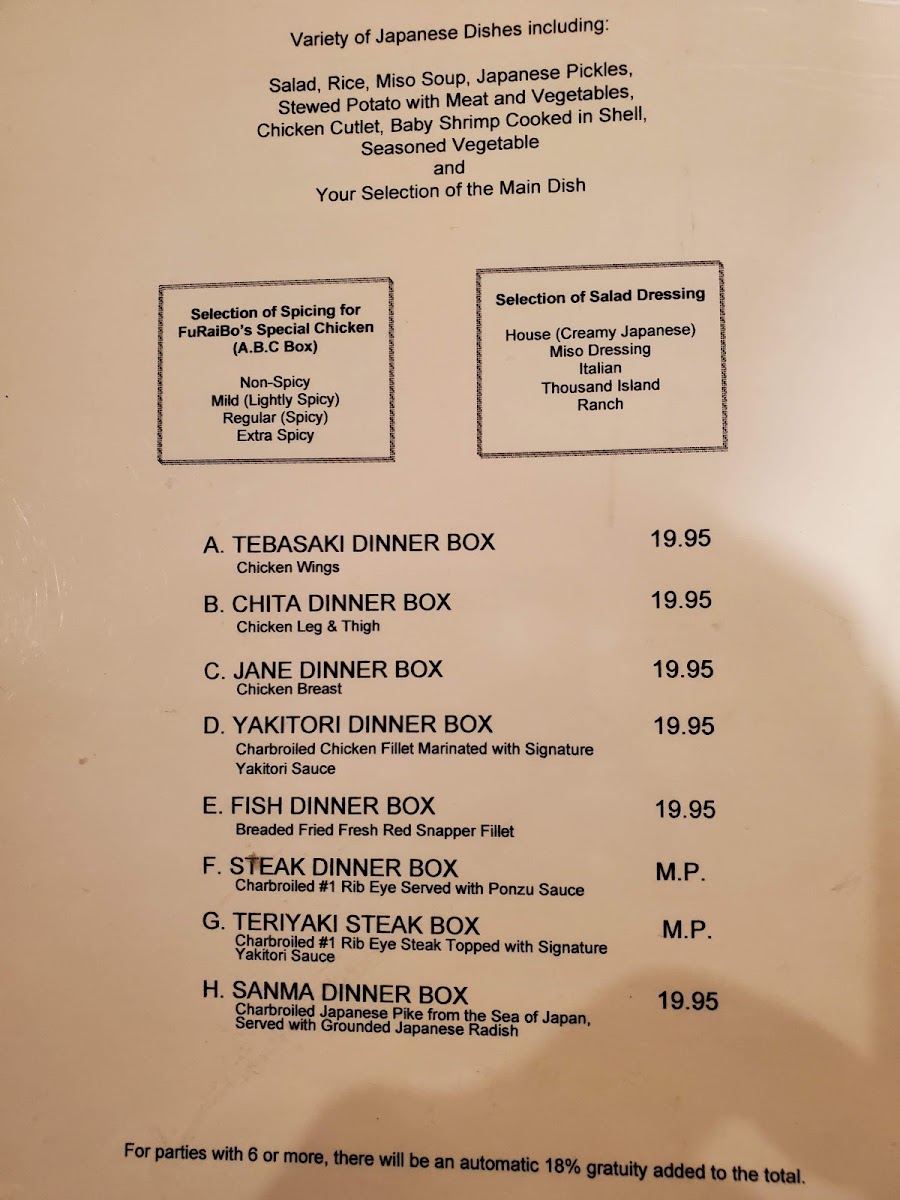 Variety of Japanese Dishes including:
Salad, Rice, Miso Soup, Japanese Pickles,
Stewed Potato with Meat and Vegetables,
Chicken Cutlet, Baby Shrimp Cooked in Shell,
Seasoned Vegetable
and
Your Selection of the Main Dish
Selection of Spicing for
FuRaiBo's Special Chicken
(A.B.C Box)
Non-Spicy
Mild (Lightly Spicy)
Regular (Spicy)
Extra Spicy
Selection of Salad Dressing
House (Creamy Japanese)
Miso Dressing
Italian
Thousand Island
Ranch
A. TEBASAKI DINNER BOX 19.95
Chicken Wings
B. CHITA DINNER BOX 19.95
Chicken Leg & Thigh
C. JANE DINNER BOX 19.95
Chicken Breast
D. YAKITORI DINNER BOX 19.95
Charbroiled Chicken Fillet Marinated with Signature
Yakitori Sauce
E. FISH DINNER BOX 19.95
Breaded Fried Fresh Red Snapper Fillet
F. STEAK DINNER BOX M.P.
Charbroiled #1 Rib Eye Served with Ponzu Sauce
G. TERIYAKI STEAK BOX M.P.
Charbroiled #1 Rib Eye Steak Topped with Signature
Yakitori Sauce
H. SANMA DINNER BOX 19.95
Charbroiled Japanese Pike from the Sea of Japan,
Served with Grounded Japanese Radish
For parties with 6 or more, there will be an automatic 18% gratuity added to the total.